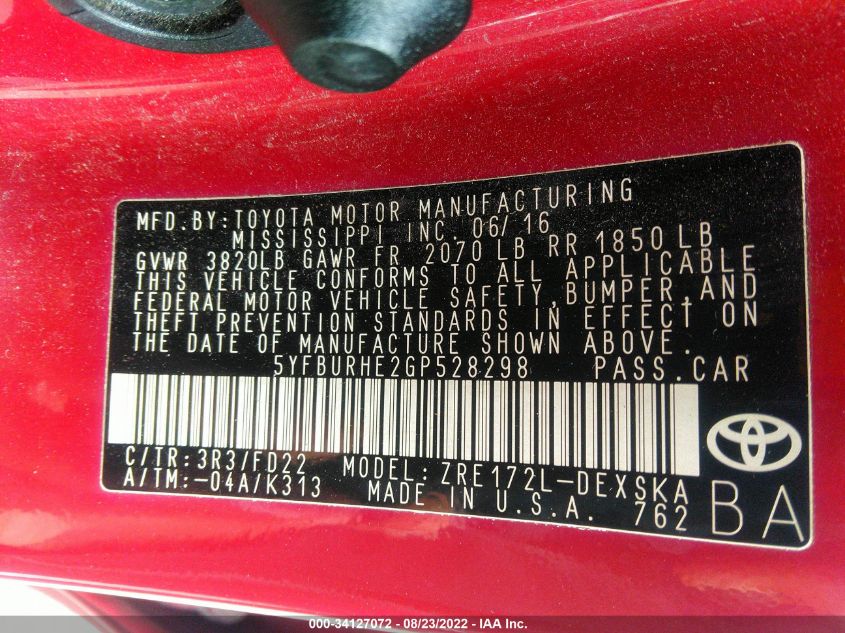 MFD.BY:TOYOTA MOTOR MANUFACTURING
MISSISSIPPI INC. 06/16
GVWR 3820LB GAWR FR 2070 LB RR 1850LB
THIS VEHICLE CONFORMS TO ALL APPLICABLE
FEDERAL MOTOR VEHICLE SAFETY,BUMPER,AND
THEFT PREVENTION STANDARDS IN EFFECT ON
THE DATE OF MANUFACTURE SHOWN ABOVE.
5YFBURHE2GP528298 PASS.CAR
C/TR:3R3/FD22 MODEL:ZRE172L-DEXSKA
A/TM:-04A/K313 MADE IN U.S.A. 762
BA
000-34127072 - 08/23/2022 - IAA Inc.